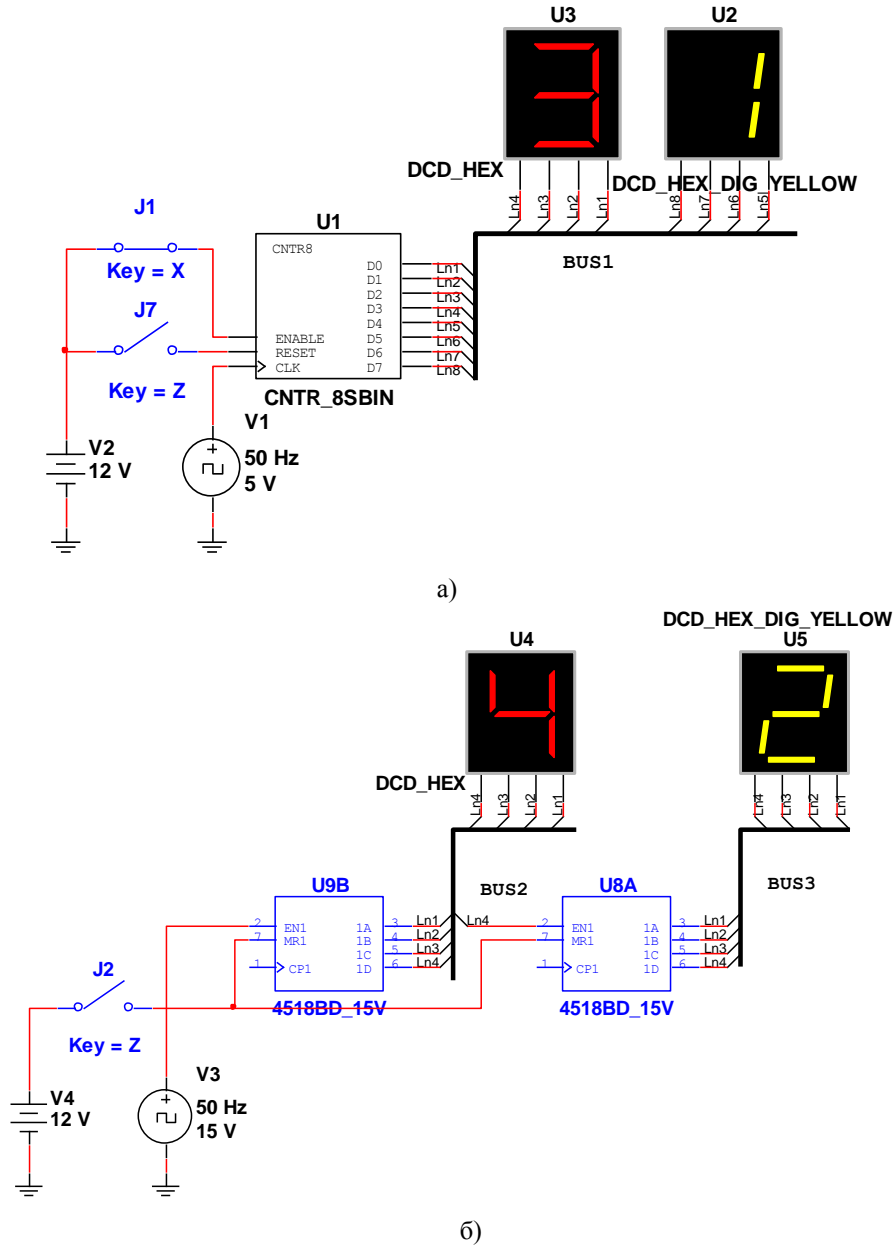 U3 U2
DCD_HEX
DCD_HEX_DIG_YELLOW
Ln4 Ln3 Ln2 Ln1 Ln8 Ln7 Ln6 Ln5
J1
Key = X
J7
Key = Z
U1
CNTR8
ENABLE
RESET
CLK
D0
D1
D2
D3
D4
D5
D6
D7
Ln1
Ln2
Ln3
Ln4
Ln5
Ln6
Ln7
Ln8
CNTR_8SBIN
BUS1
V2
12 V
V1
50 Hz
5 V
а)
DCD_HEX_DIG_YELLOW
U4 U5
DCD_HEX
Ln4 Ln3 Ln2 Ln1 Ln4 Ln3 Ln2 Ln1
U9B
2 EN1 1A 3 Ln1
7 MR1 1B 4 Ln2
1C 5 Ln3
1 CP1 1D 6 Ln4
4518BD_15V
BUS2
Ln4
U8A
2 EN1 1A 3 Ln1
7 MR1 1B 4 Ln2
1C 5 Ln3
1 CP1 1D 6 Ln4
4518BD_15V
BUS3
J2
Key = Z
V4
12 V
V3
50 Hz
15 V
б)